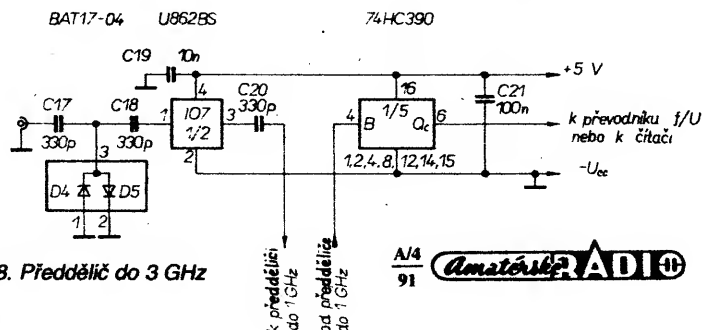 BAT17-04 U862BS 74HC390
C19 10n
+5 V
4
16
C17 C18 IO7 C20 1/5 C21
330p 330p 1 1/2 3 330p 4 B Qc 6 100n
k převodníku f/U
nebo k čítači
2
1,2,4..8, 12,14,15
-Ucc
3
D4 D5
1 2
k předděliči
do 1 GHz
od předděliče
do 1 GHz
8. Předdělič do 3 GHz
A/4
91
Amatérské RADIO